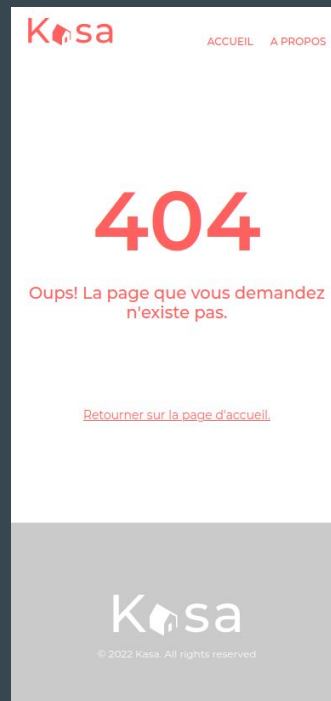 Kasa
ACCUEIL A PROPOS
404
Oups! La page que vous demandez
n'existe pas.
Retourner sur la page d'accueil.
Kasa
© 2022 Kasa. All rights reserved